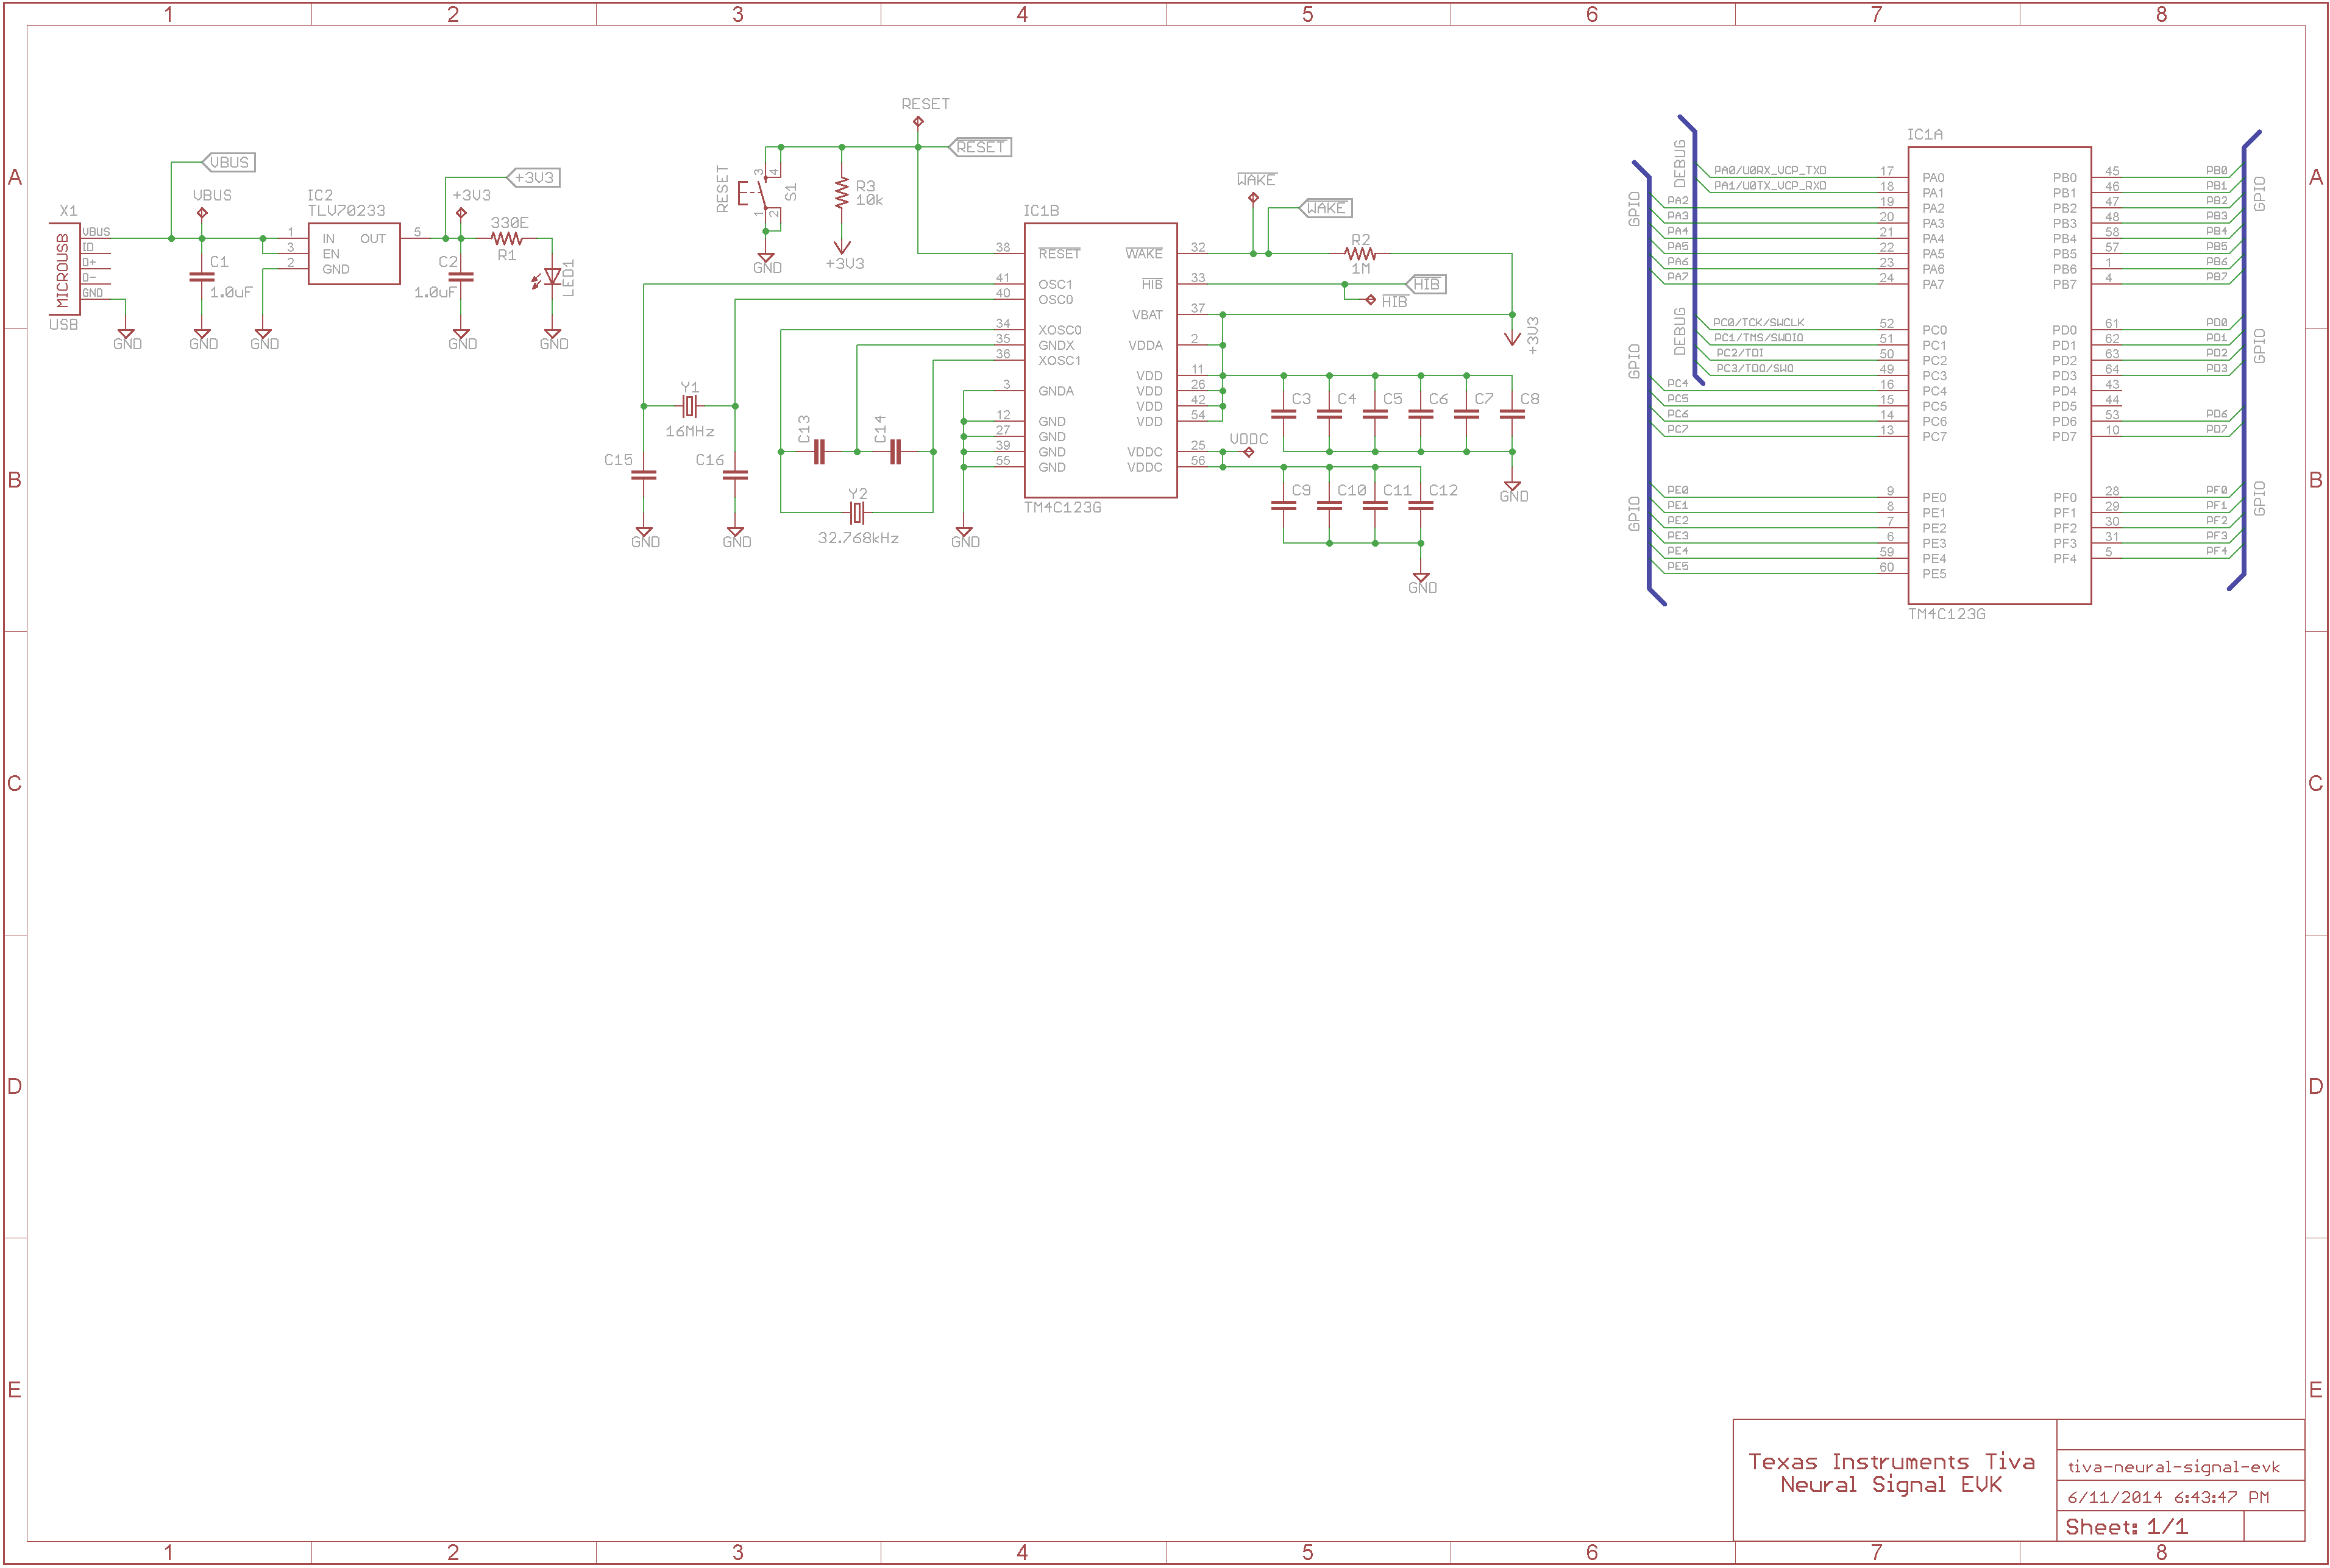 1 2 3 4 5 6 7 8
A
B
C
D
E
VBUS
VBUS
X1
MICROUSB
USB
VBUS
ID
D+
D-
GND
GND
C1
1.0uF
GND
IC2
TLV70233
1
3
2
IN
EN
GND
OUT
5
GND
+3V3
+3V3
C2
1.0uF
GND
330E
R1
LED1
GND
RESET
RESET
RESET
3
4
1
2
S1
GND
R3
10k
+3V3
IC1B
38
41
40
34
35
36
3
12
27
39
55
RESET
OSC1
OSC0
XOSC0
GNDX
XOSC1
GNDA
GND
GND
GND
GND
WAKE
HIB
VBAT
VDDA
VDD
VDD
VDD
VDD
VDDC
VDDC
32
33
37
2
11
26
42
54
25
56
TM4C123G
Y1
16MHz
C15
C16
GND
GND
C13
C14
Y2
32.768kHz
GND
WAKE
WAKE
R2
1M
HIB
HIB
+3V3
C3
C4
C5
C6
C7
C8
VDDC
GND
C9
C10
C11
C12
GND
IC1A
DEBUG
GPIO
PA0/U0RX_VCP_TXD 17 PA0
PA1/U0TX_VCP_RXD 18 PA1
PA2 19 PA2
PA3 20 PA3
PA4 21 PA4
PA5 22 PA5
PA6 23 PA6
PA7 24 PA7
DEBUG
GPIO
PC0/TCK/SWCLK 52 PC0
PC1/TMS/SWDIO 51 PC1
PC2/TDI 50 PC2
PC3/TDO/SWO 49 PC3
PC4 16 PC4
PC5 15 PC5
PC6 14 PC6
PC7 13 PC7
GPIO
PE0 9 PE0
PE1 8 PE1
PE2 7 PE2
PE3 6 PE3
PE4 59 PE4
PE5 60 PE5
PB0 45 PB0
PB1 46 PB1
PB2 47 PB2
PB3 48 PB3
PB4 58 PB4
PB5 57 PB5
PB6 1 PB6
PB7 4 PB7
GPIO
PD0 61 PD0
PD1 62 PD1
PD2 63 PD2
PD3 64 PD3
PD4 43
PD5 44
PD6 53 PD6
PD7 10 PD7
GPIO
PF0 28 PF0
PF1 29 PF1
PF2 30 PF2
PF3 31 PF3
PF4 5 PF4
GPIO
TM4C123G
A
B
C
D
E
Texas Instruments Tiva
Neural Signal EVK
tiva-neural-signal-evk
6/11/2014 6:43:47 PM
Sheet: 1/1
1 2 3 4 5 6 7 8